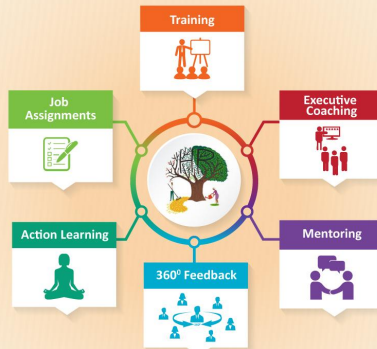 Training
Job
Assignments
Executive
Coaching
Action Learning
Mentoring
360⁰ Feedback